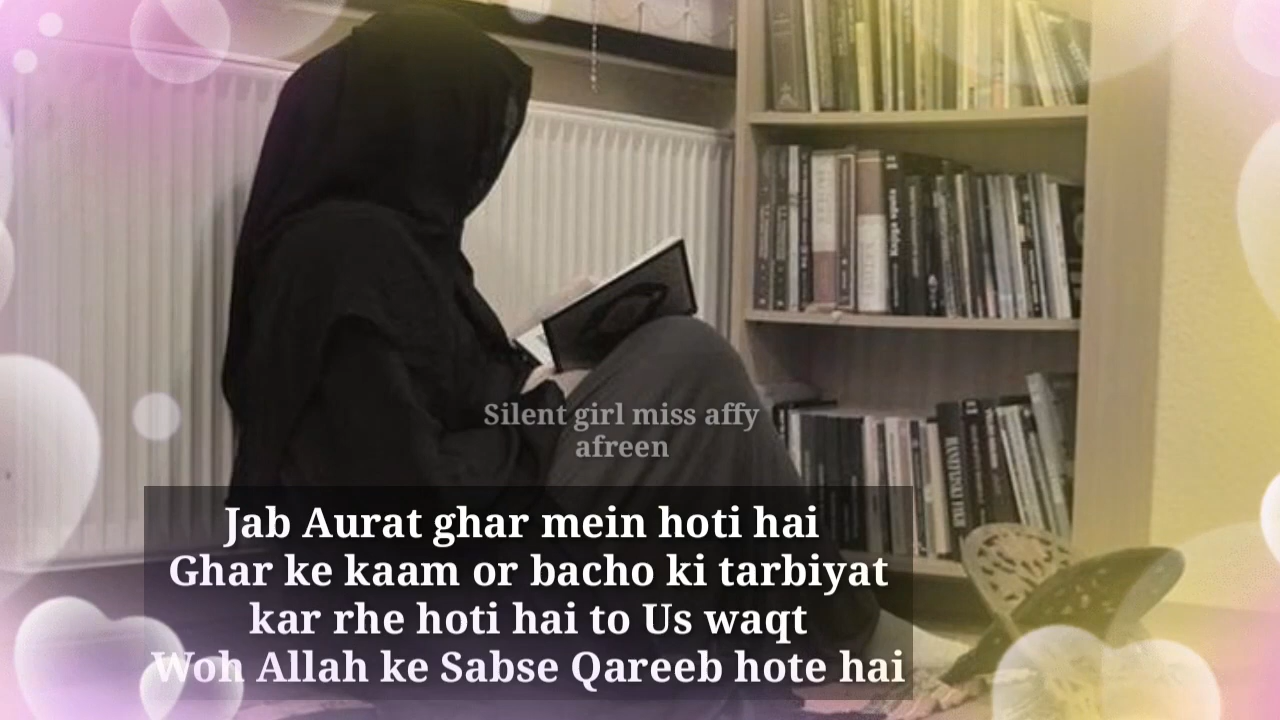 Silent girl miss affy
afreen
Jab Aurat ghar mein hoti hai
Ghar ke kaam or bacho ki tarbiyat
kar rhe hoti hai to Us waqt
Woh Allah ke Sabse Qareeb hote hai